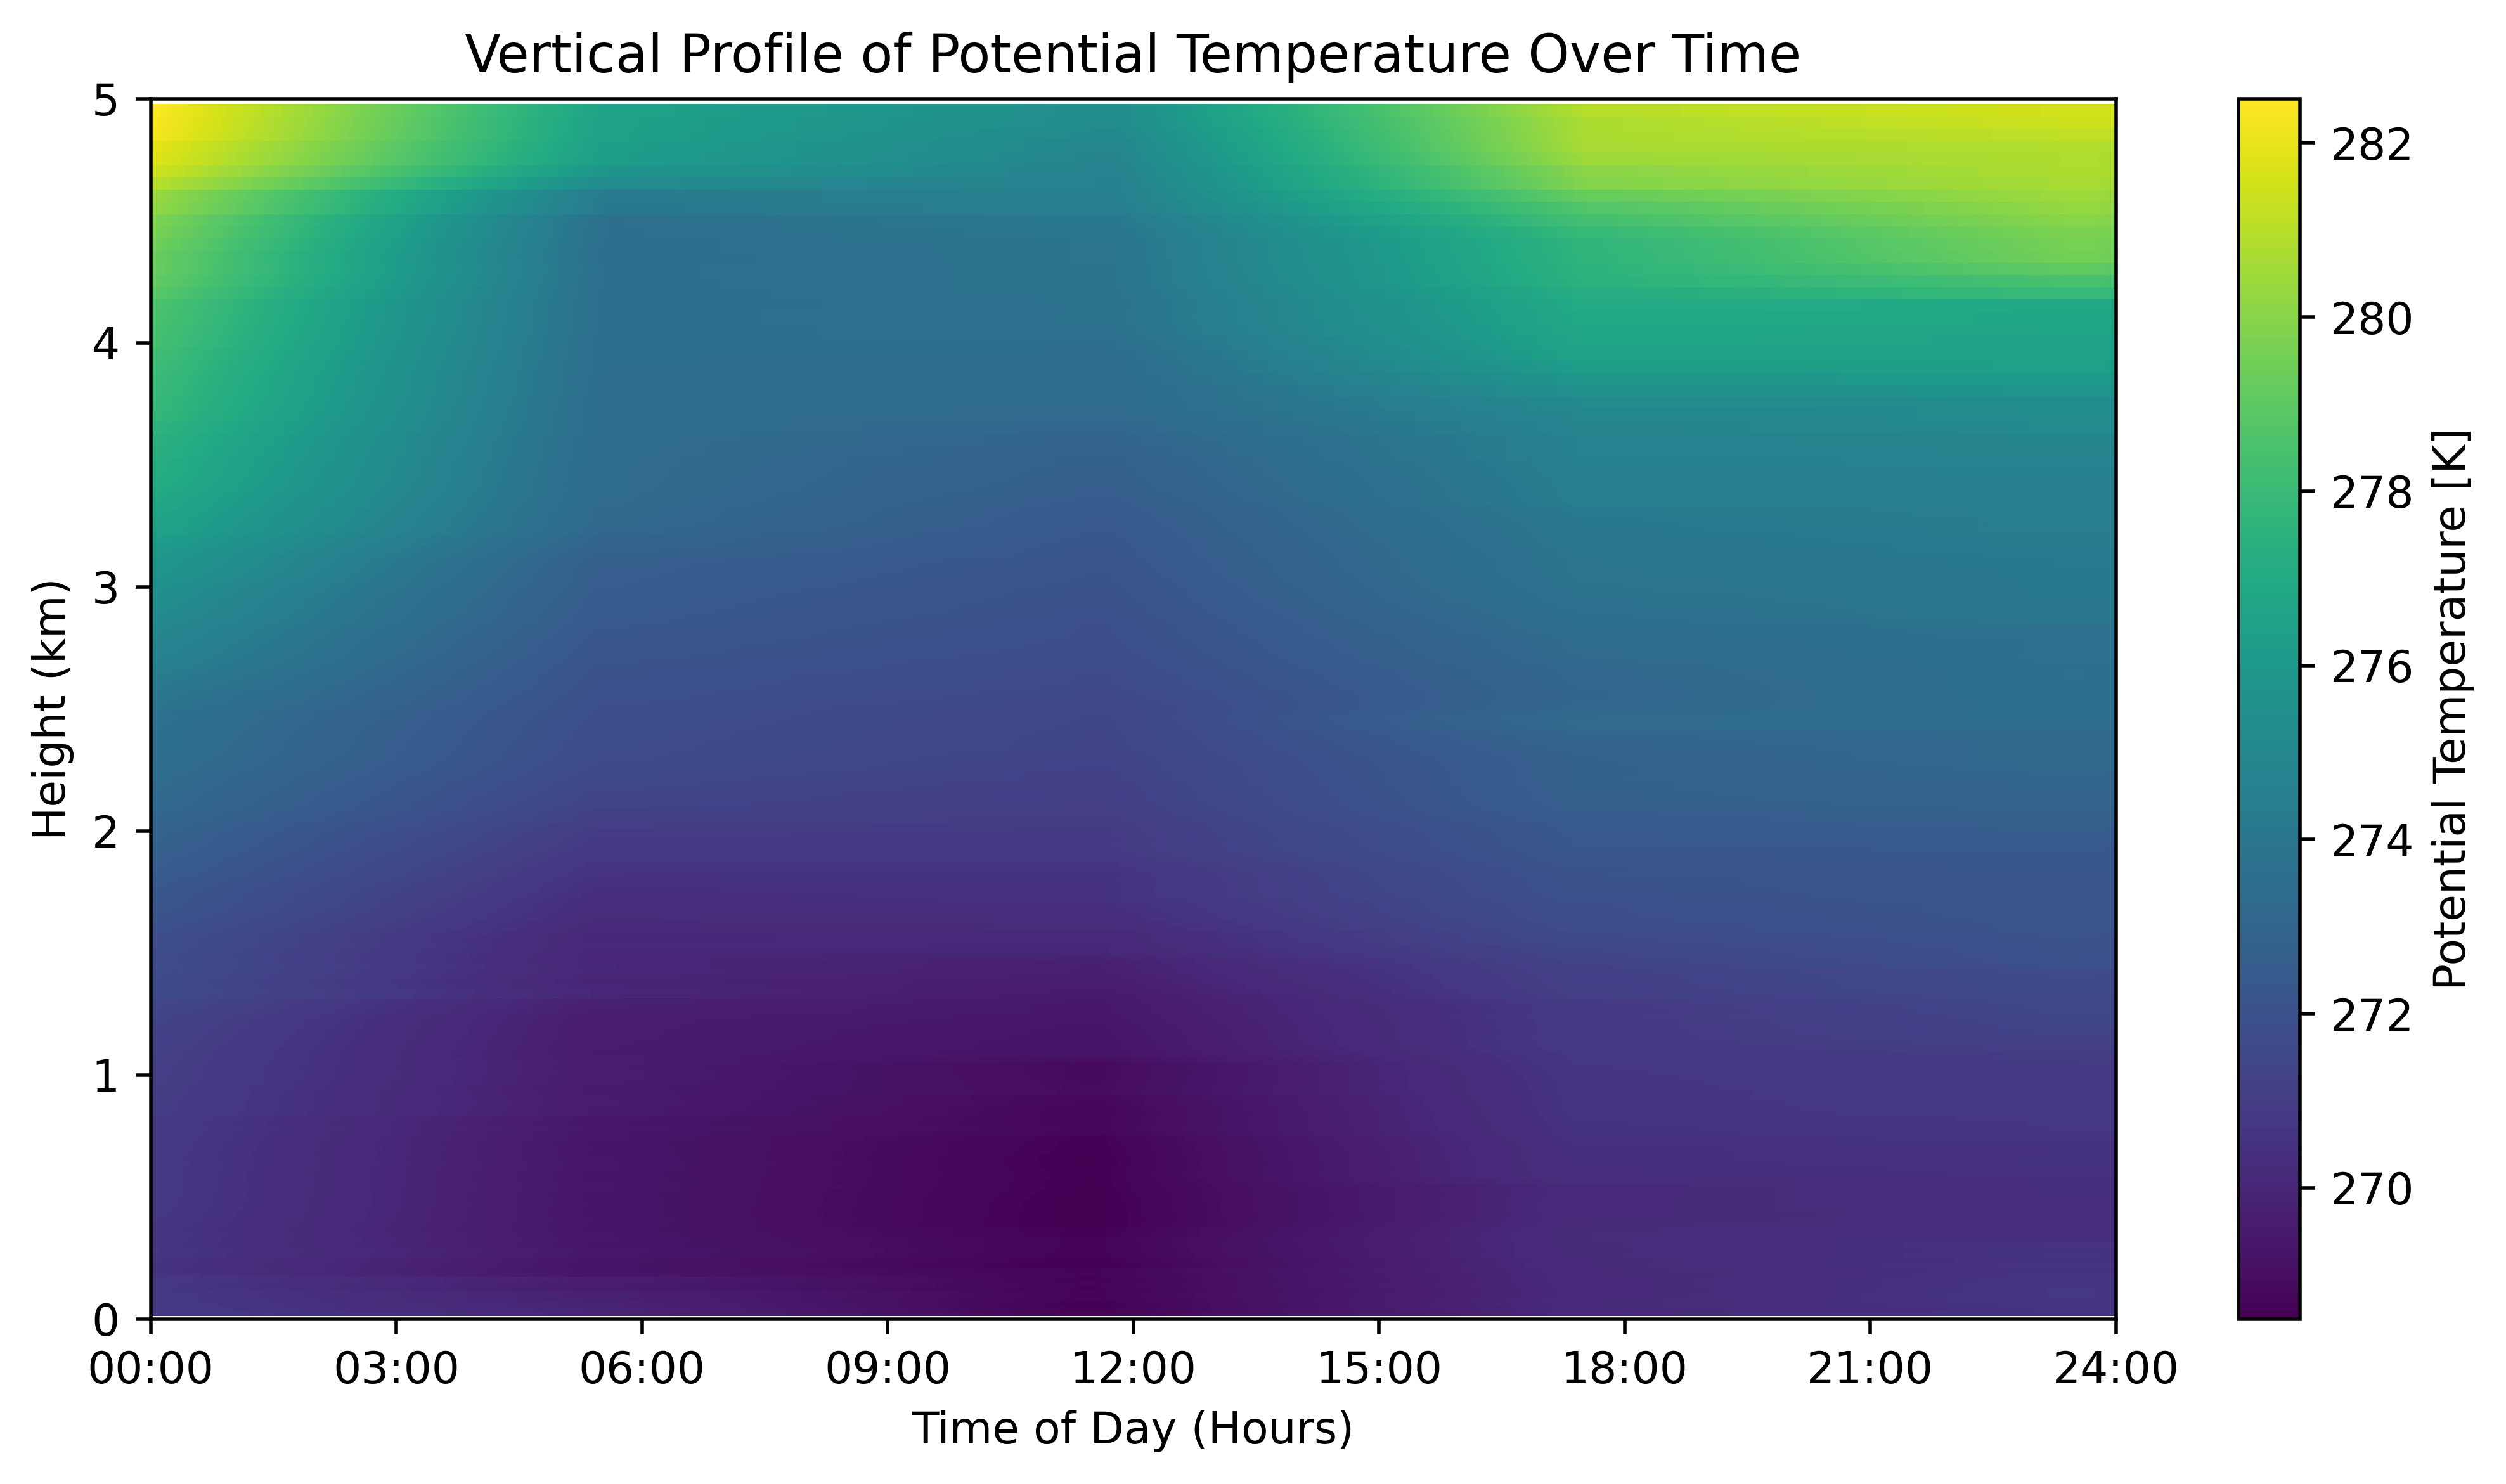 Vertical Profile of Potential Temperature Over Time
Height (km)
5
4
3
2
1
0
00:00 03:00 06:00 09:00 12:00 15:00 18:00 21:00 24:00
Time of Day (Hours)
282
280
278
276
274
272
270
Potential Temperature [K]